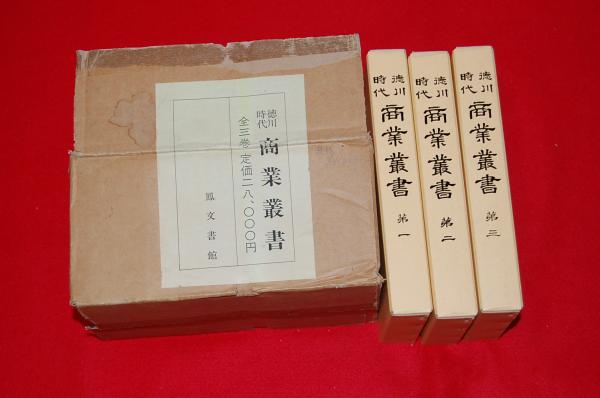 徳川
時代
商業叢書
全三巻 定価二八、〇〇〇円
鳳文書館
徳川
時代
商業叢書
第一
徳川
時代
商業叢書
第二
徳川
時代
商業叢書
第三